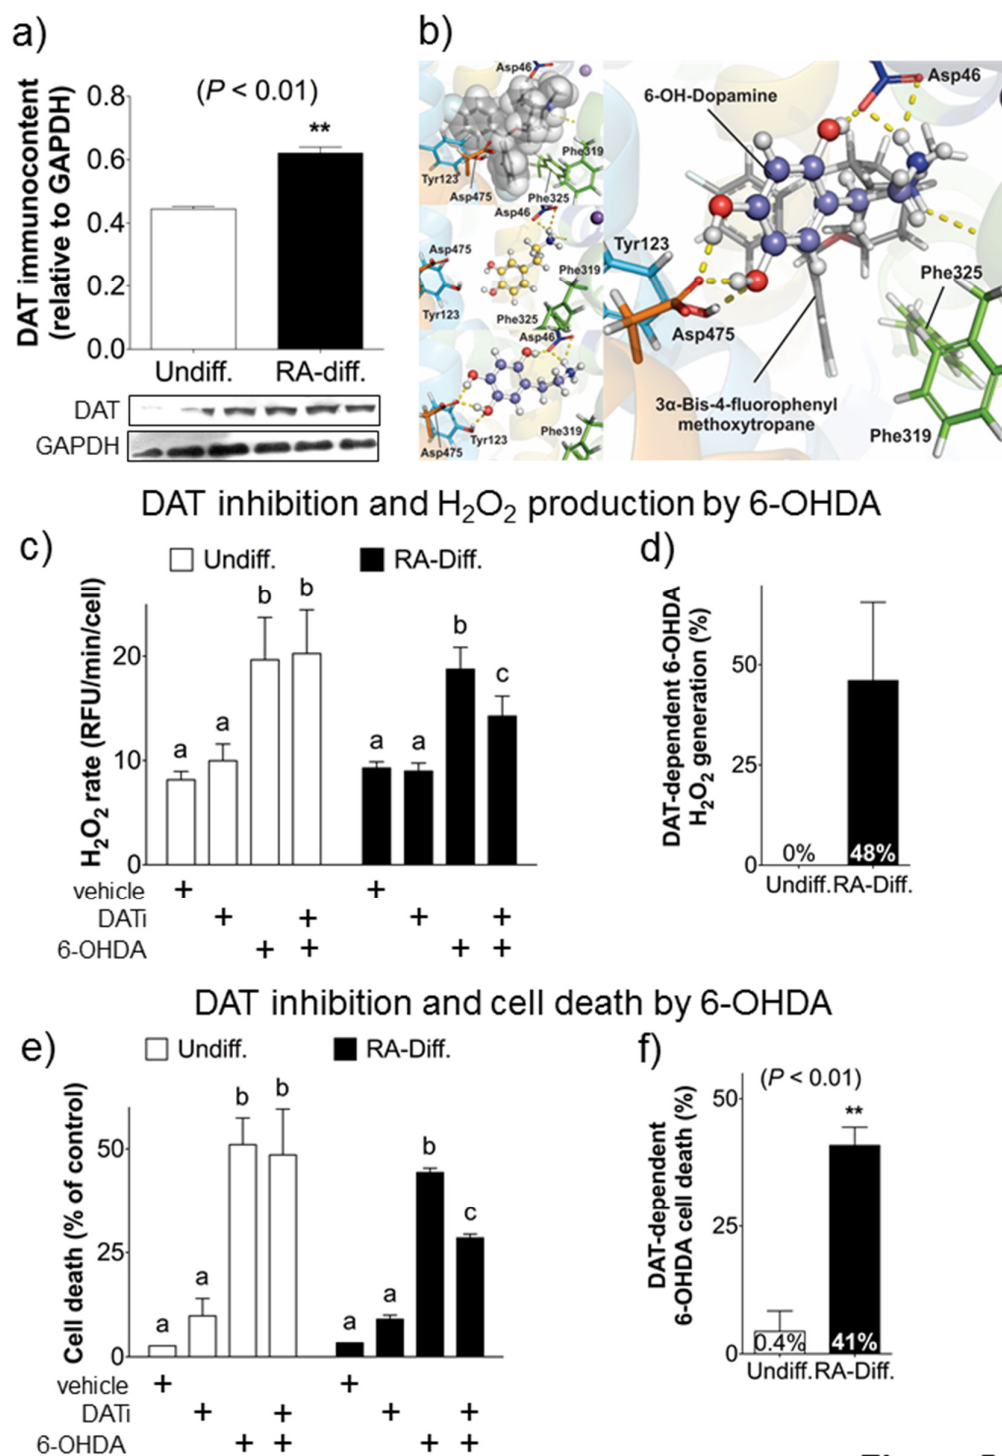 a)
(P < 0.01)
**
DAT immunocontent
(relative to GAPDH)
0.8
0.6
0.4
0.2
0.0
Undiff. RA-diff.
DAT
GAPDH
b)
Asp46
Tyr123
Asp475
Phe319
Phe325
Asp46
Asp475
Tyr123
Phe319
Phe325
Asp46
Tyr123
Asp475
Phe319
6-OH-Dopamine
Asp46
Tyr123
Asp475
Phe325
3α-Bis-4-fluorophenyl
methoxytropane
Phe319
DAT inhibition and H₂O₂ production by 6-OHDA
c)
Undiff. RA-Diff.
H₂O₂ rate (RFU/min/cell)
20
10
0
a a b b a a b c
vehicle + +
DATi + + + +
6-OHDA + + + +
d)
DAT-dependent 6-OHDA
H₂O₂ generation (%)
50
25
0
0% 48%
Undiff. RA-Diff.
DAT inhibition and cell death by 6-OHDA
e)
Undiff. RA-Diff.
Cell death (% of control)
50
25
0
a a b b a a b c
vehicle + +
DATi + + + +
6-OHDA + + + +
f)
(P < 0.01)
**
DAT-dependent
6-OHDA cell death (%)
50
25
0
0.4% 41%
Undiff. RA-Diff.